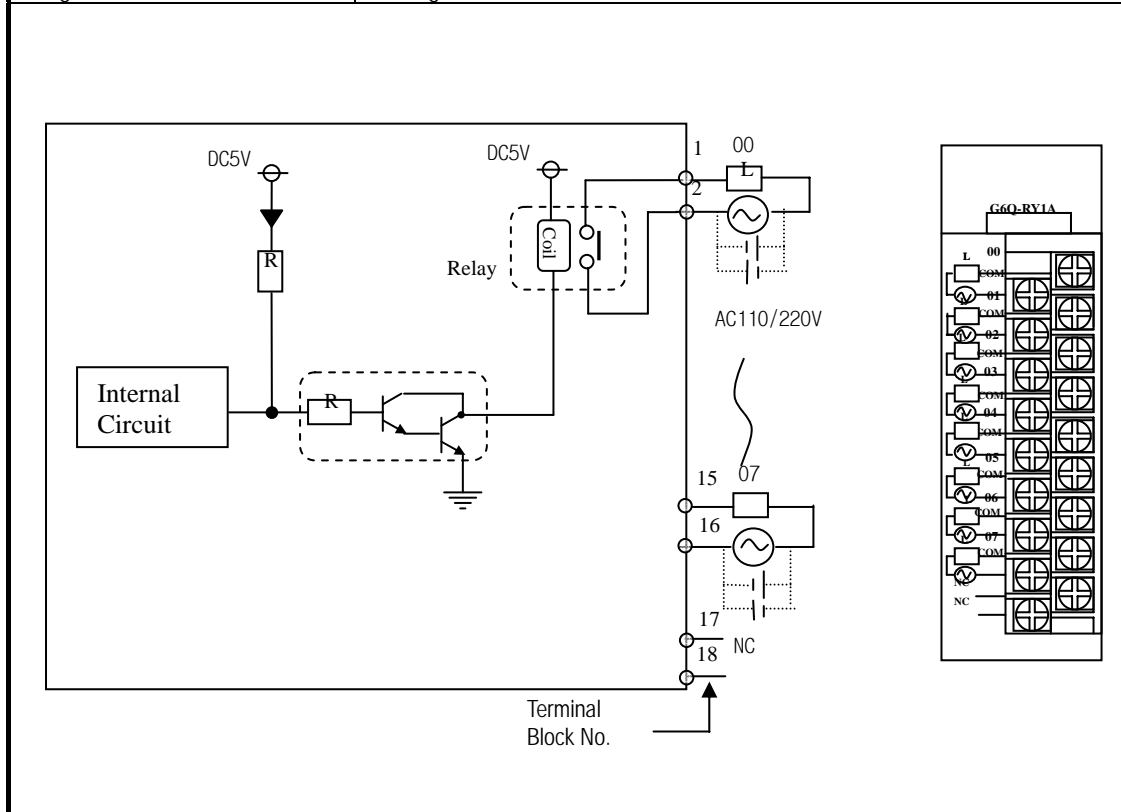 DC5V
DC5V
1
00
L
2
R
Coil
Relay
AC110/220V
Internal
Circuit
R
15
07
16
17
NC
18
Terminal
Block No.
G6Q-RY1A
00
L
COM
01
L
COM
02
COM
03
L
COM
04
COM
05
L
COM
06
COM
07
L
COM
NC
NC